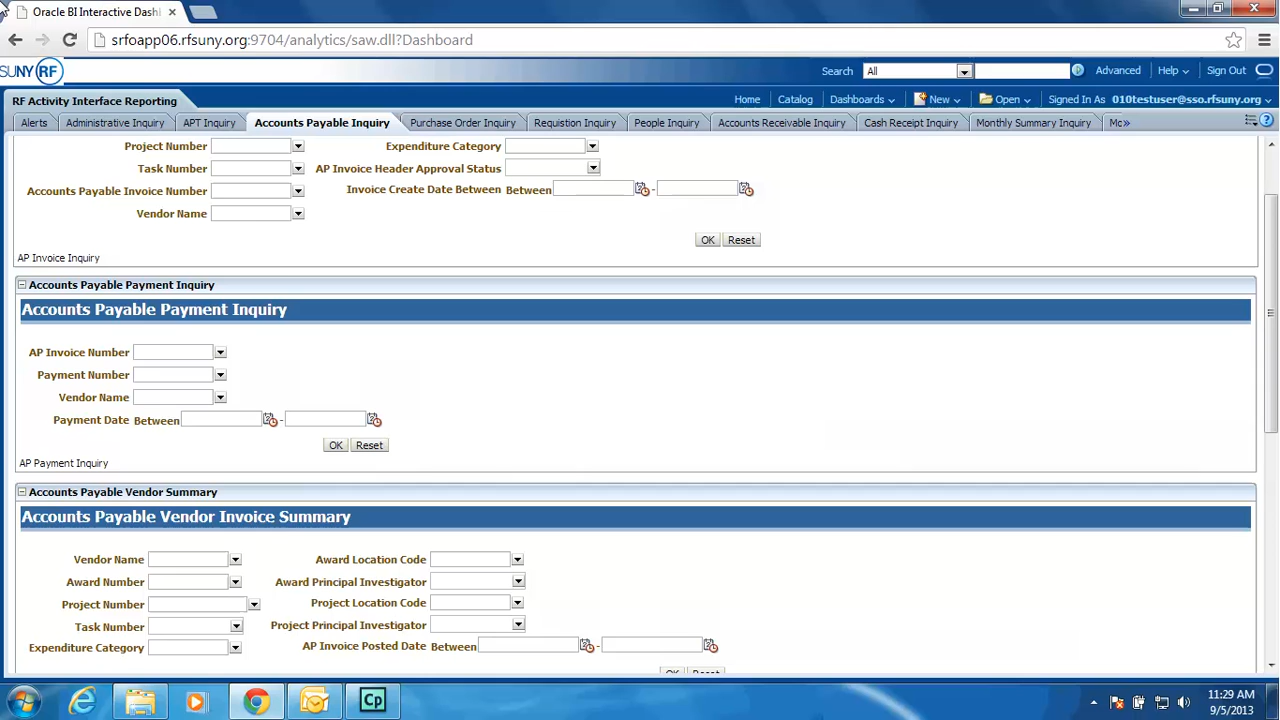 Oracle BI Interactive Dashl
srfoapp06.rfsuny.org:9704/analytics/saw.dll?Dashboard
SUNY RF Search All Advanced Help Sign Out
RF Activity Interface Reporting Home Catalog Dashboards New Open Signed In As 010testuser@sso.rfsuny.org
Alerts Administrative Inquiry APT Inquiry Accounts Payable Inquiry Purchase Order Inquiry Requistion Inquiry People Inquiry Accounts Receivable Inquiry Cash Receipt Inquiry Monthly Summary Inquiry Mc»
Project Number Expenditure Category
Task Number AP Invoice Header Approval Status
Accounts Payable Invoice Number Invoice Create Date Between Between -
Vendor Name
OK Reset
AP Invoice Inquiry
Accounts Payable Payment Inquiry
Accounts Payable Payment Inquiry
AP Invoice Number
Payment Number
Vendor Name
Payment Date Between -
OK Reset
AP Payment Inquiry
Accounts Payable Vendor Summary
Accounts Payable Vendor Invoice Summary
Vendor Name Award Location Code
Award Number Award Principal Investigator
Project Number Project Location Code
Task Number Project Principal Investigator
Expenditure Category AP Invoice Posted Date Between -
OK Reset
Cp
11:29 AM
9/5/2013